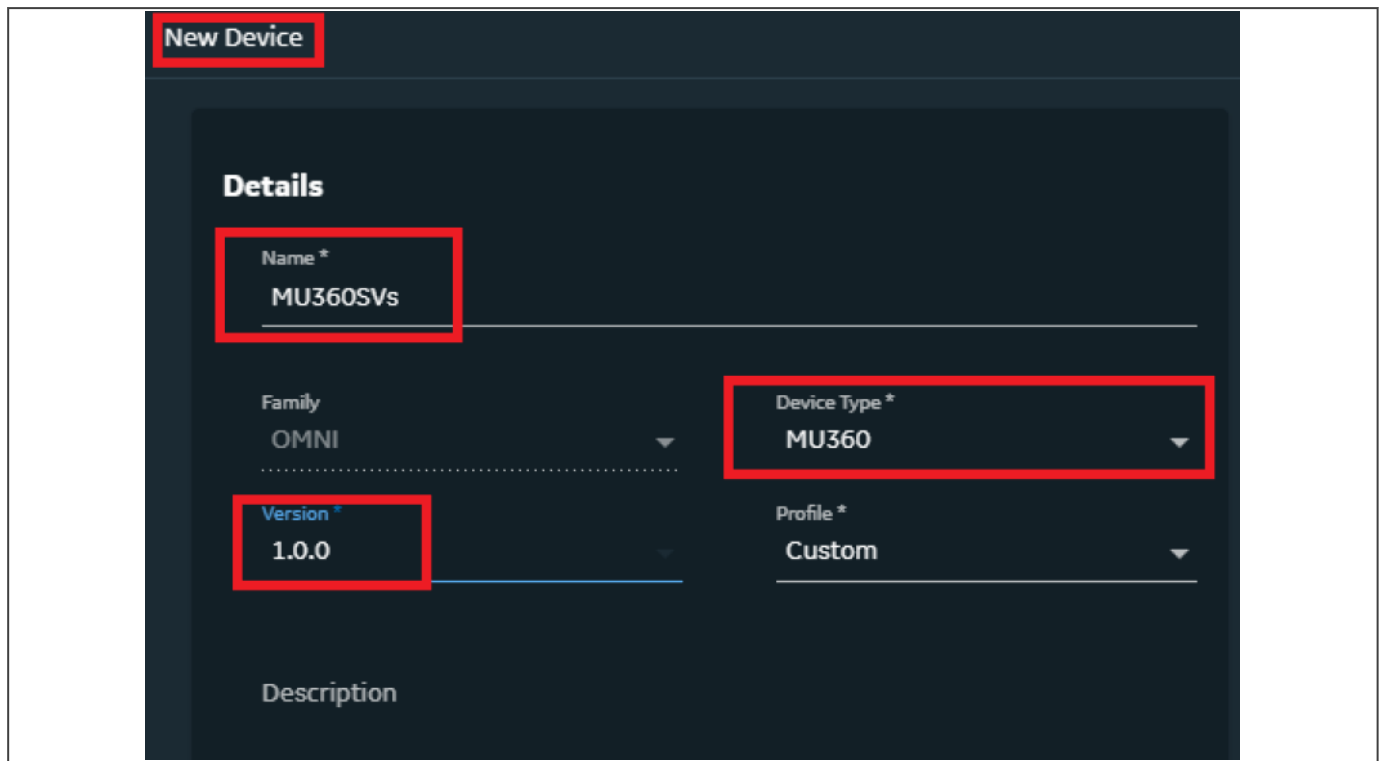 New Device
Details
Name *
MU360SVs
Family
OMNI
Device Type *
MU360
Version *
1.0.0
Profile *
Custom
Description